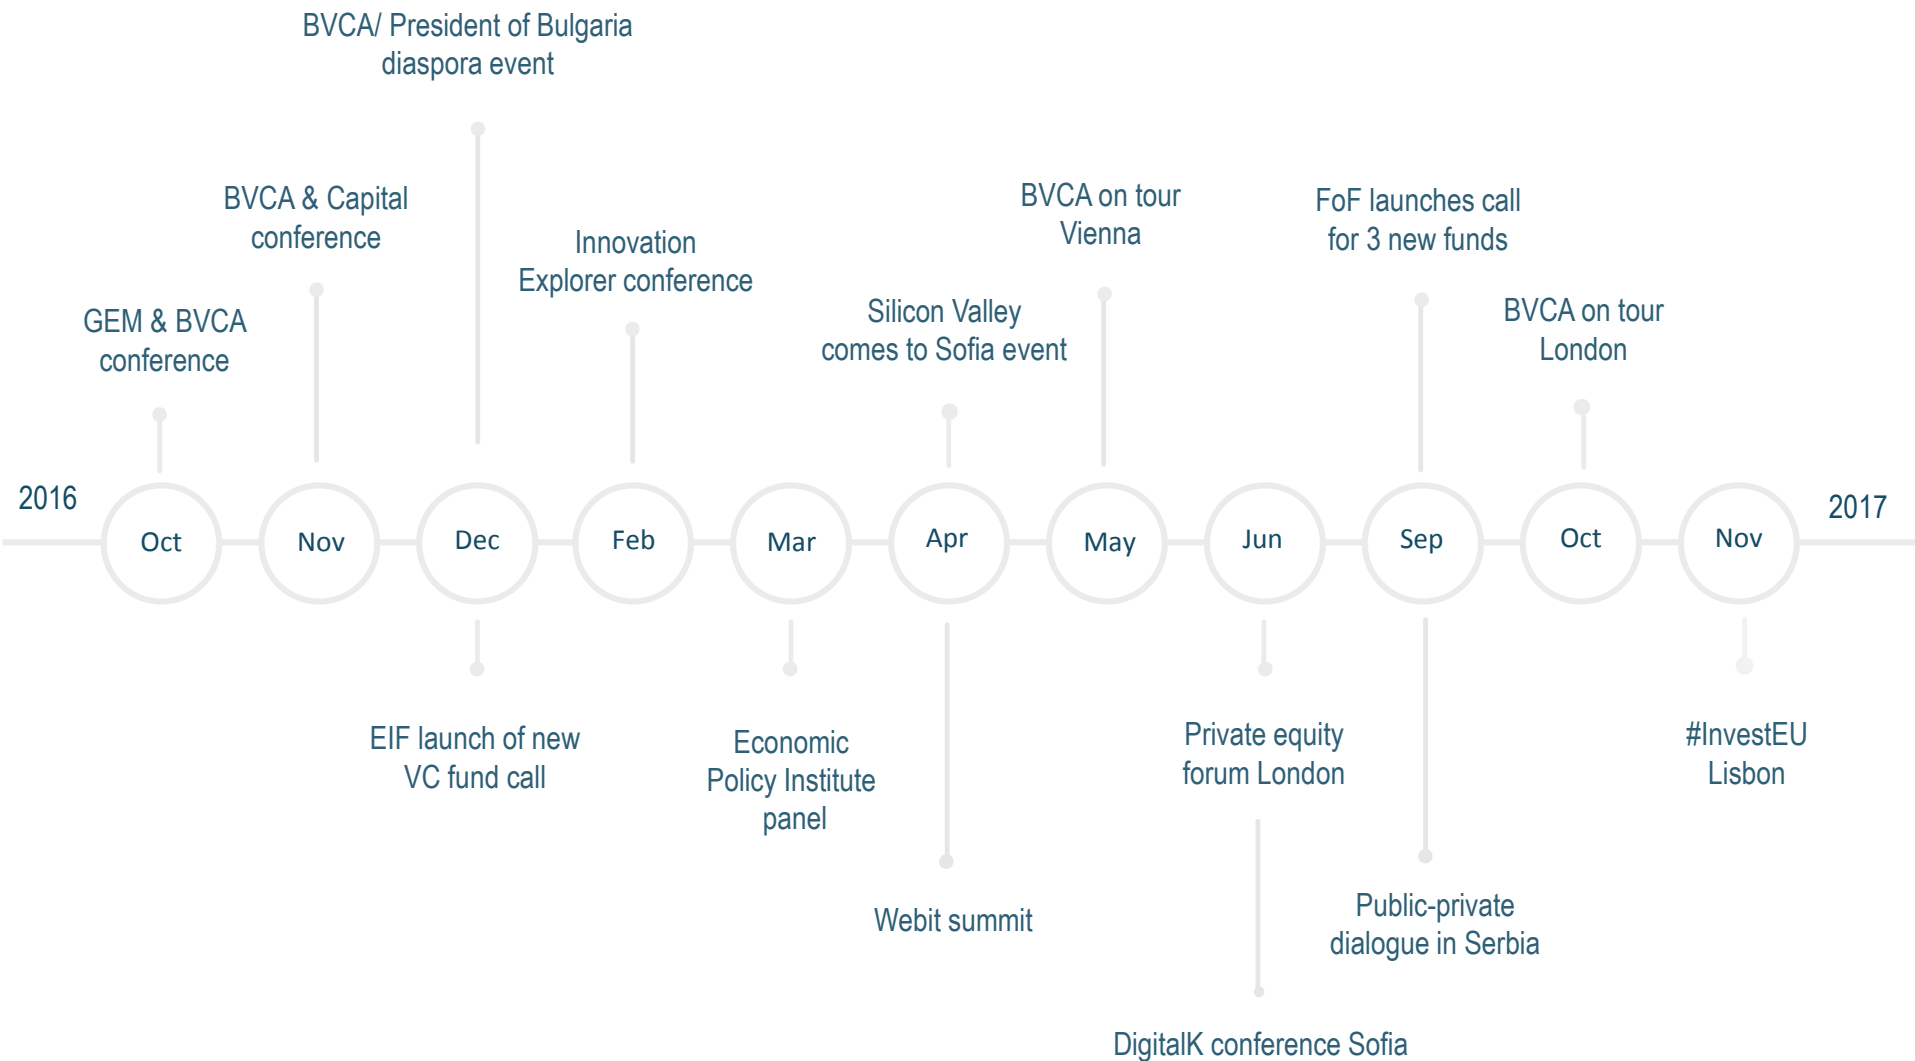 BVCA/ President of Bulgaria
diaspora event
BVCA & Capital
conference
GEM & BVCA
conference
Innovation
Explorer conference
Silicon Valley
comes to Sofia event
BVCA on tour
Vienna
FoF launches call
for 3 new funds
BVCA on tour
London
2016
Oct
Nov
Dec
Feb
Mar
Apr
May
Jun
Sep
Oct
Nov
2017
EIF launch of new
VC fund call
Economic
Policy Institute
panel
Webit summit
Private equity
forum London
DigitalK conference Sofia
Public-private
dialogue in Serbia
#InvestEU
Lisbon